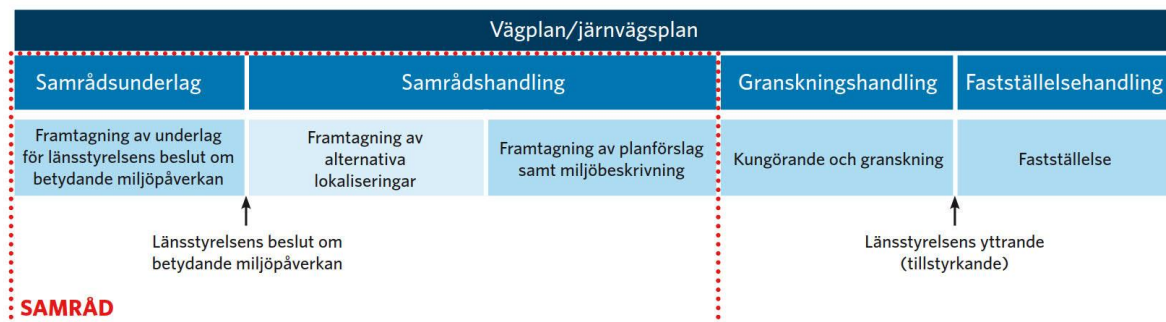 Vägplan/järnvägsplan
Samrådsunderlag
Samrådshandling
Granskningshandling
Fastställelsehandling
Framtagning av underlag
för länsstyrelsens beslut om
betydande miljöpåverkan
Framtagning av
alternativa
lokaliseringar
Framtagning av planförslag
samt miljöbeskrivning
Kungörande och granskning
Fastställelse
Länsstyrelsens beslut om
betydande miljöpåverkan
Länsstyrelsens yttrande
(tillstyrkande)
SAMRÅD